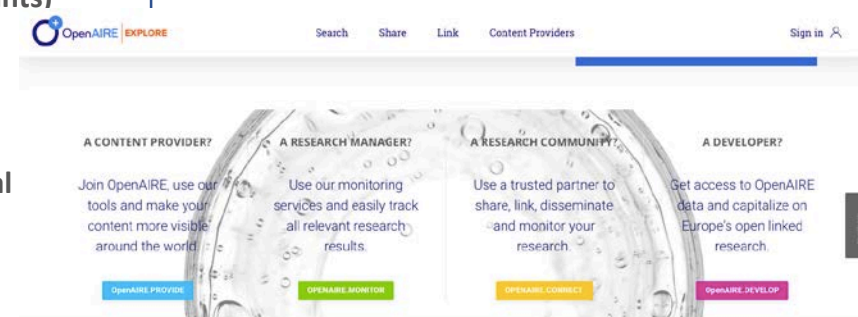 nts)
OpenAIRE EXPLORE
Search Share Link Content Providers
Sign in
al
A CONTENT PROVIDER?
Join OpenAIRE, use our
tools and make your
content more visible
around the world.
OpenAIRE.PROVIDE
A RESEARCH MANAGER?
Use our monitoring
services and easily track
all relevant research
results.
OPENAIRE.MONITOR
A RESEARCH COMMUNITY?
Use a trusted partner to
share, link, disseminate
and monitor your
research.
OPENAIRE.CONNECT
A DEVELOPER?
Get access to OpenAIRE
data and capitalize on
Europe's open linked
research.
OpenAIRE.DEVELOP